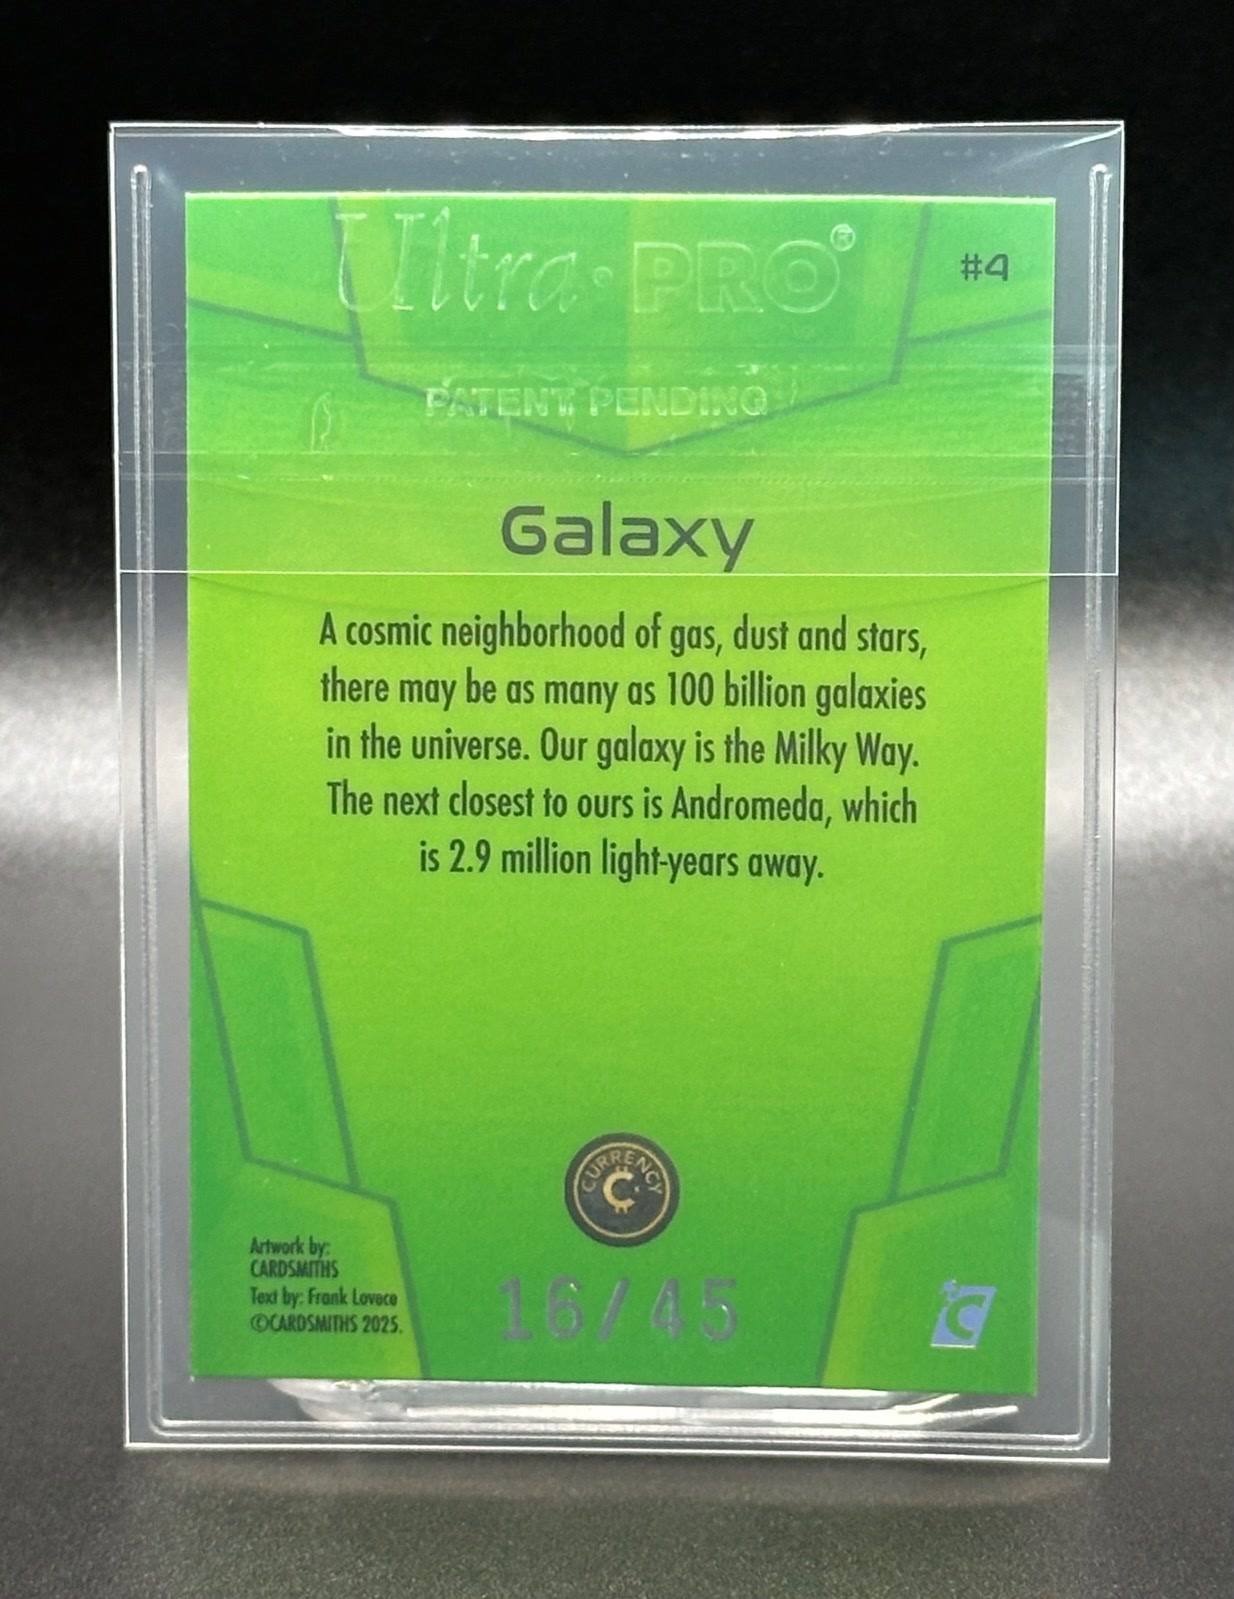 Ultra·PRO®
#4
PATENT PENDING
Galaxy
A cosmic neighborhood of gas, dust and stars,
there may be as many as 100 billion galaxies
in the universe. Our galaxy is the Milky Way.
The next closest to ours is Andromeda, which
is 2.9 million light-years away.
CURRENCY
C
Artwork by:
CARDSMITHS
Text by: Frank Lovece
©CARDSMITHS 2025.
16/45
C